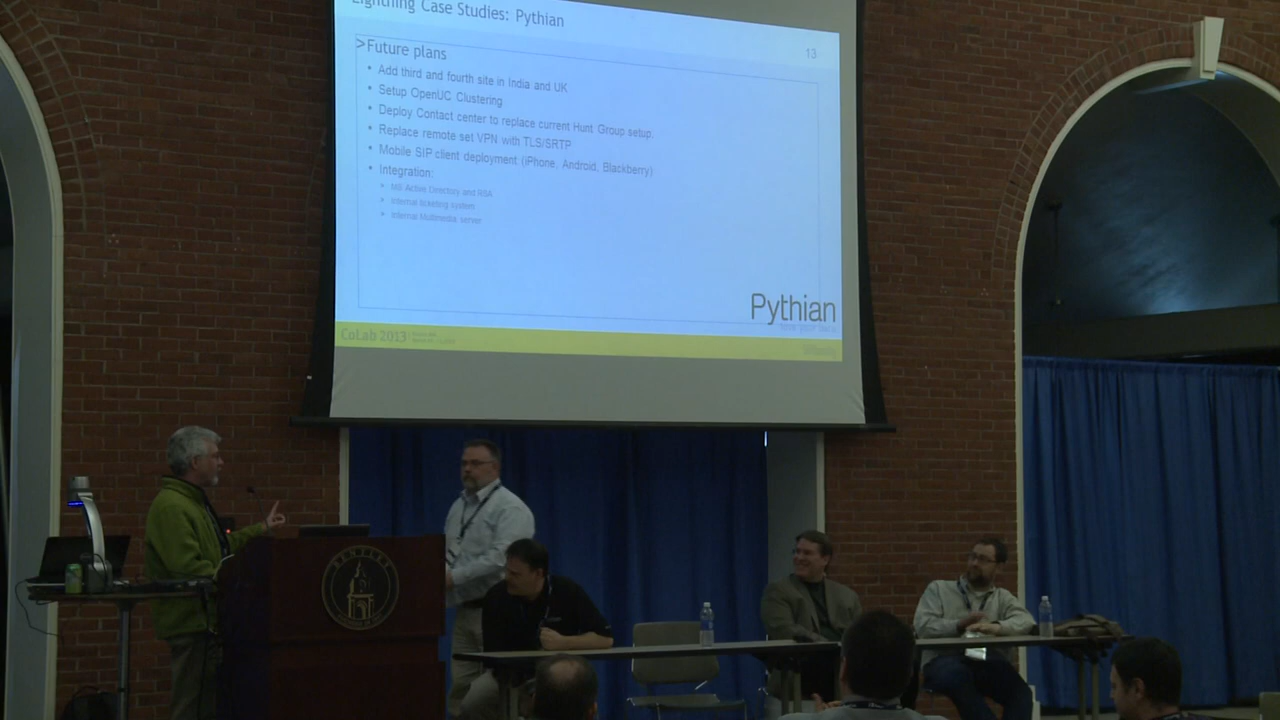 Lightning Case Studies: Pythian
13
>Future plans
• Add third and fourth site in India and UK
• Setup OpenUC Clustering
• Deploy Contact center to replace current Hunt Group setup.
• Replace remote set VPN with TLS/SRTP
• Mobile SIP client deployment (iPhone, Android, Blackberry)
• Integration:
• MS Active Directory and RSA
• Internal ticketing system
• Internal Multimedia server
Pythian
CoLab 2013
BENTLEY